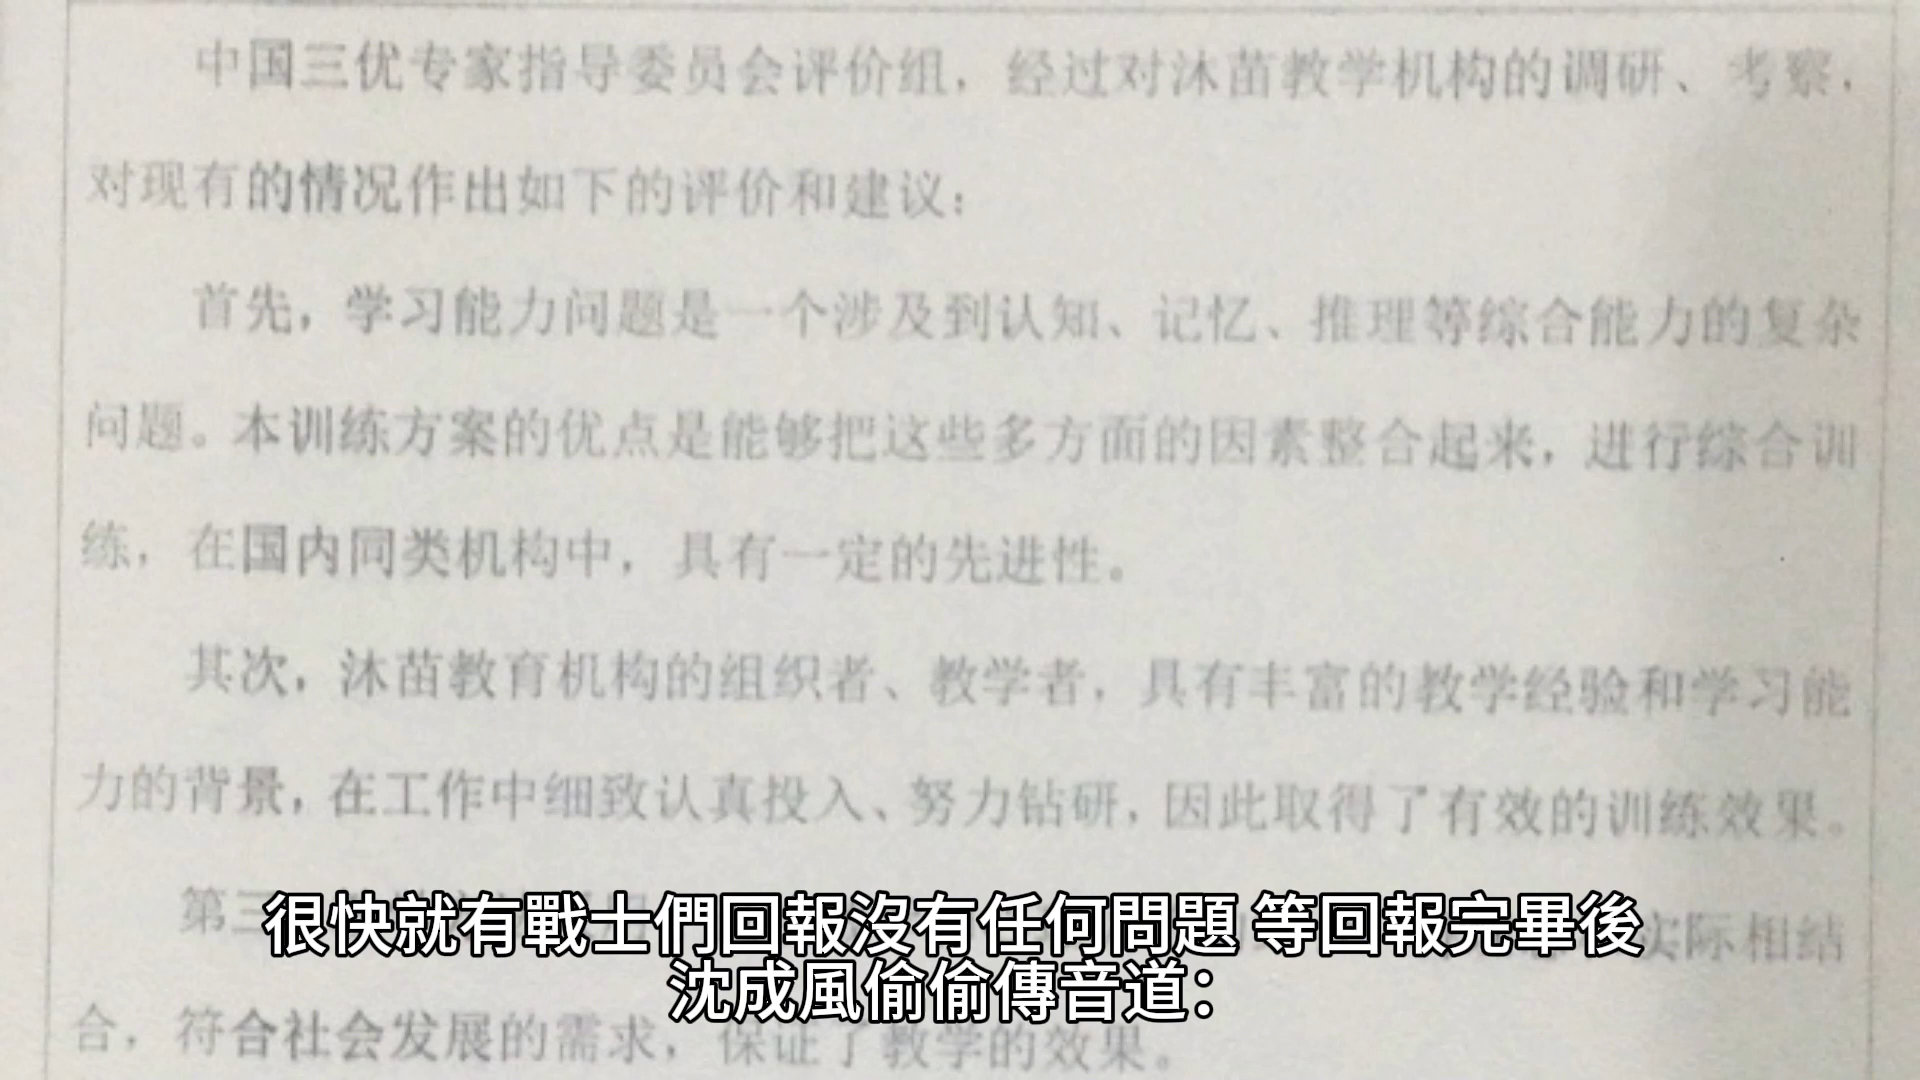 中国三优专家指导委员会评价组，经过对沐苗教学机构的调研、考察，
对现有的情况作出如下的评价和建议：
首先，学习能力问题是一个涉及到认知、记忆、推理等综合能力的复杂
问题。本训练方案的优点是能够把这些多方面的因素整合起来，进行综合训
练，在国内同类机构中，具有一定的先进性。
其次，沐苗教育机构的组织者、教学者，具有丰富的教学经验和学习能
力的背景，在工作中细致认真投入、努力钻研，因此取得了有效的训练效果。
第三 实际相结
很快就有戰士們回報沒有任何問題 等回報完畢後
沈成風偷偷傳音道：
合，符合社会发展的需求，保证了教学的效果。